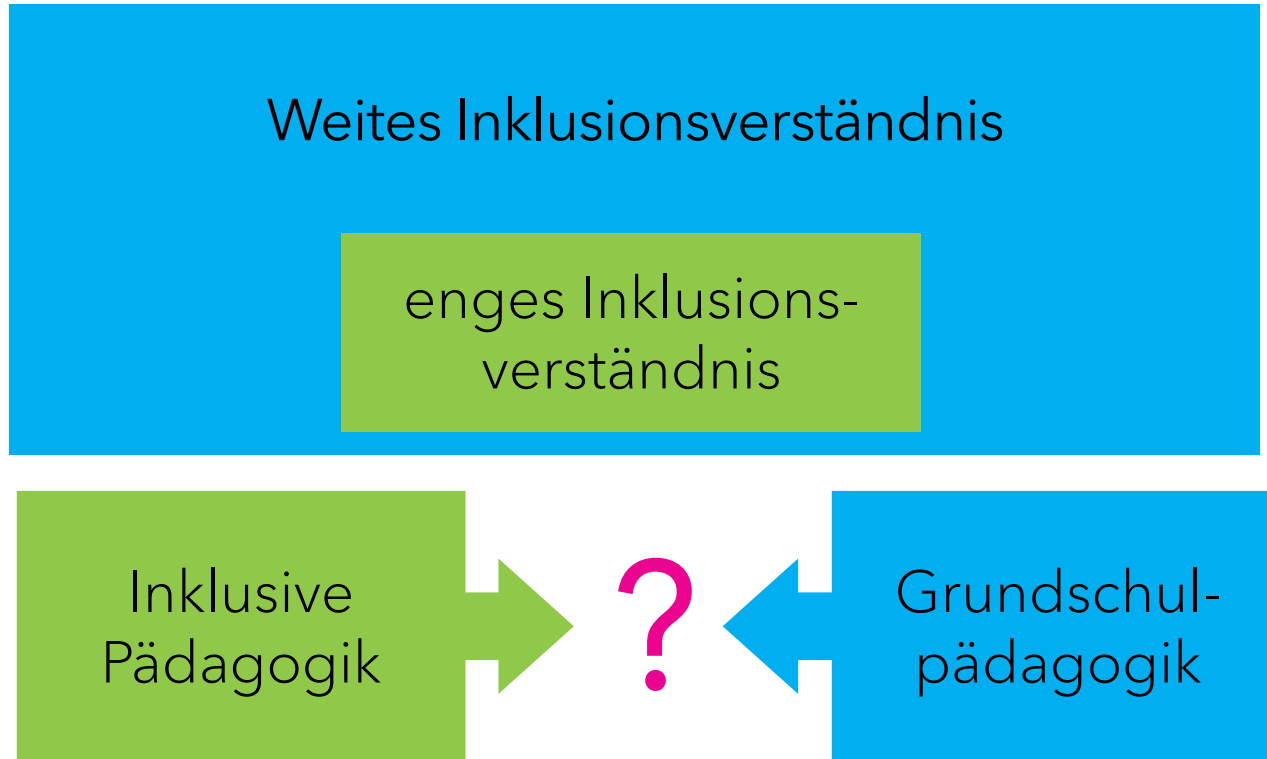 Weites Inklusionsverständnis
enges Inklusions-
verständnis
Inklusive
Pädagogik
?
Grundschul-
pädagogik